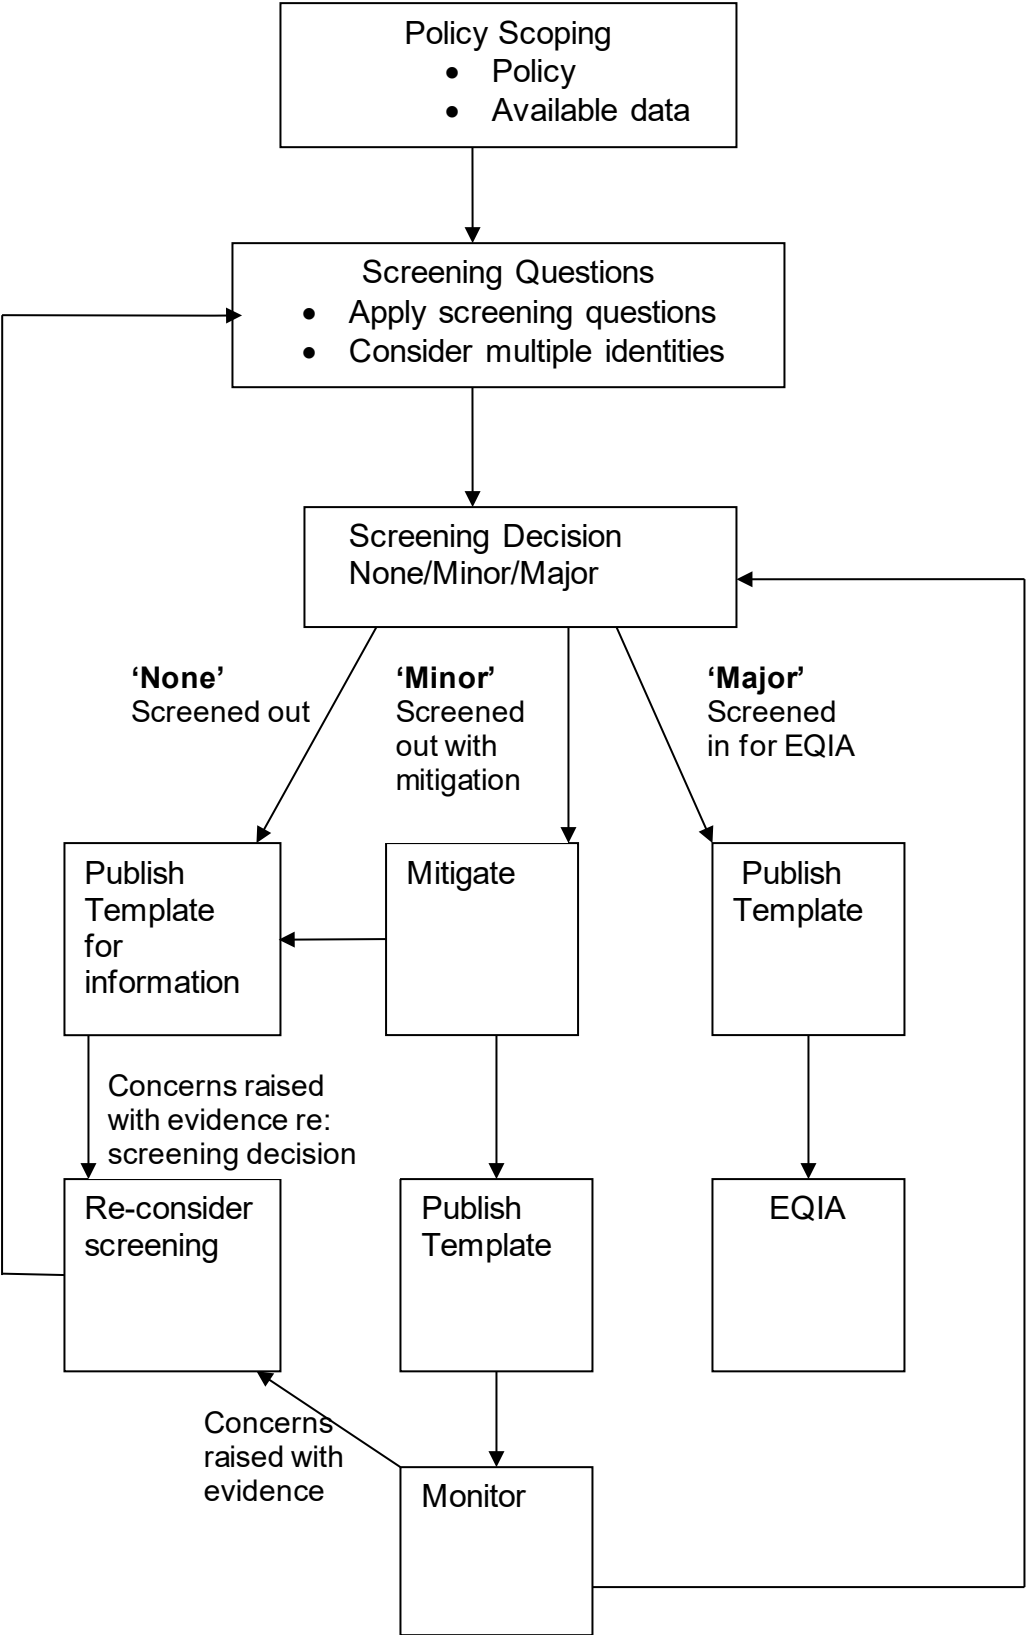 Policy Scoping
• Policy
• Available data
Screening Questions
• Apply screening questions
• Consider multiple identities
Screening Decision
None/Minor/Major
‘None’
Screened out
‘Minor’
Screened
out with
mitigation
‘Major’
Screened
in for EQIA
Publish
Template
for
information
Mitigate
Publish
Template
Concerns raised
with evidence re:
screening decision
Re-consider
screening
Publish
Template
EQIA
Concerns
raised with
evidence
Monitor